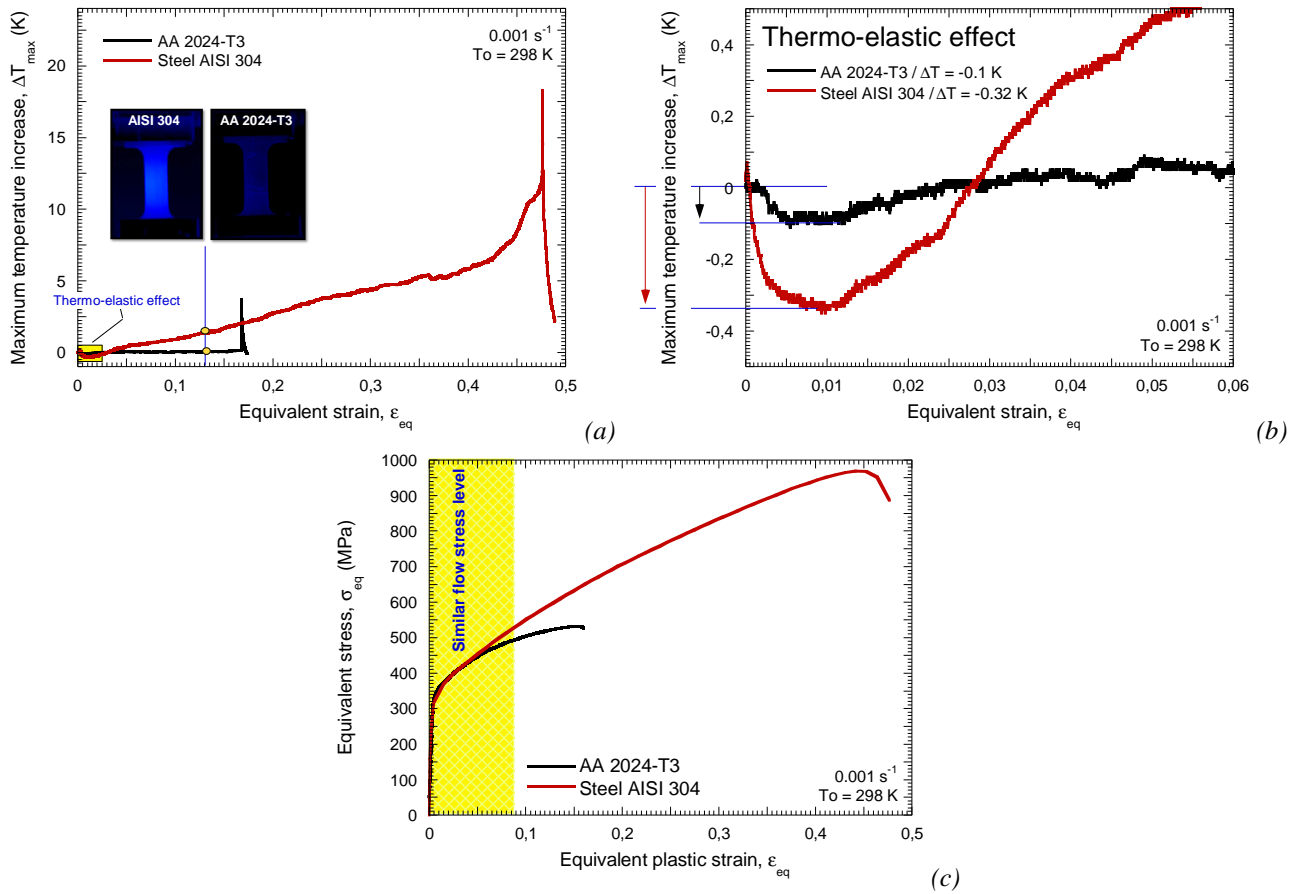 Maximum temperature increase, ΔT_max (K)
20
15
10
5
0
AA 2024-T3
Steel AISI 304
0.001 s⁻¹
To = 298 K
AISI 304
AA 2024-T3
Thermo-elastic effect
0
0,1
0,2
0,3
0,4
0,5
Equivalent strain, ε_eq
(a)
Maximum temperature increase, ΔT_max (K)
0,4
0,2
0
-0,2
-0,4
Thermo-elastic effect
AA 2024-T3 / ΔT = -0.1 K
Steel AISI 304 / ΔT = -0.32 K
0.001 s⁻¹
To = 298 K
0
0,01
0,02
0,03
0,04
0,05
0,06
Equivalent strain, ε_eq
(b)
Equivalent stress, σ_eq (MPa)
1000
900
800
700
600
500
400
300
200
100
0
Similar flow stress level
AA 2024-T3
Steel AISI 304
0.001 s⁻¹
To = 298 K
0
0,1
0,2
0,3
0,4
0,5
Equivalent plastic strain, ε_eq
(c)